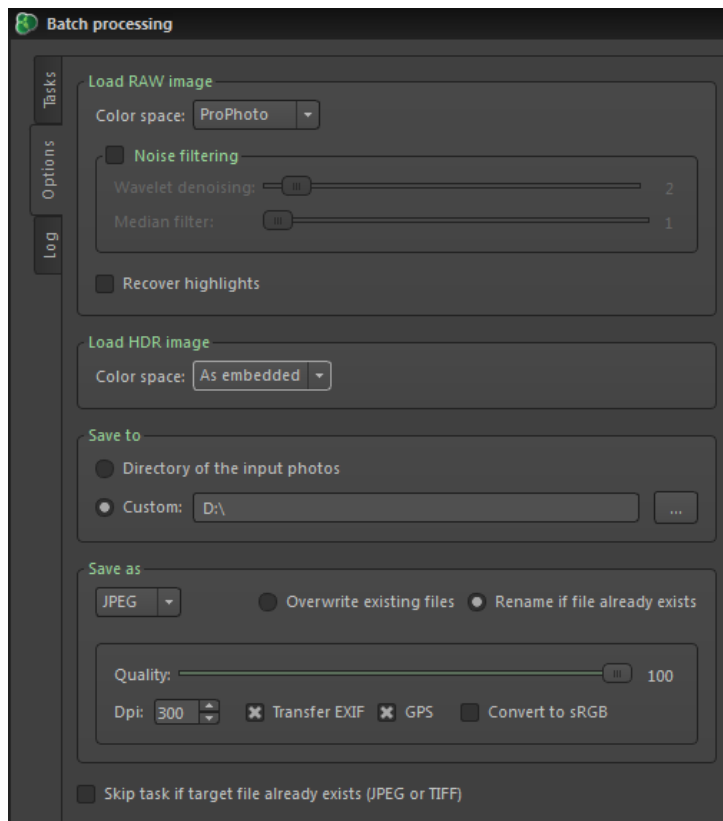 Batch processing
Tasks
Options
Log
Load RAW image
Color space: ProPhoto
Noise filtering
Wavelet denoising: 2
Median filter: 1
Recover highlights
Load HDR image
Color space: As embedded
Save to
Directory of the input photos
Custom: D:\ ...
Save as
JPEG Overwrite existing files Rename if file already exists
Quality: 100
Dpi: 300 Transfer EXIF GPS Convert to sRGB
Skip task if target file already exists (JPEG or TIFF)